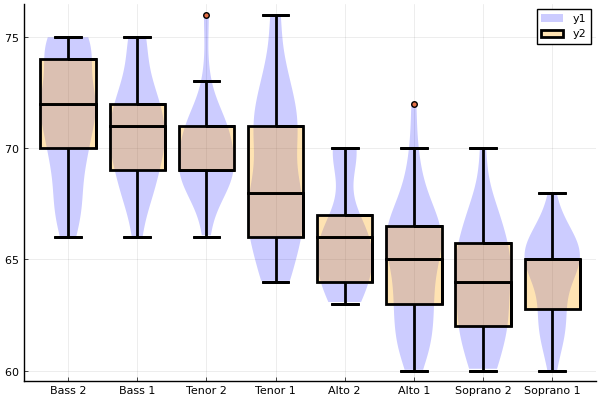 75
70
65
60
Bass 2 Bass 1 Tenor 2 Tenor 1 Alto 2 Alto 1 Soprano 2 Soprano 1
y1
y2